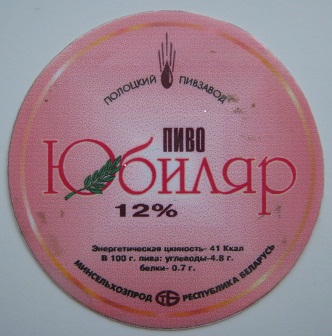 ПОЛОЦКИЙ ПИВЗАВОД
ПИВО
Юбиляр
12%
Энергетическая цкнность- 41 Ккал
В 100 г. пива: углеводы-4.8 г.
белки- 0.7 г.
МИНСЕЛЬХОЗПРОД РЕСПУБЛИКА БЕЛАРУСЬ